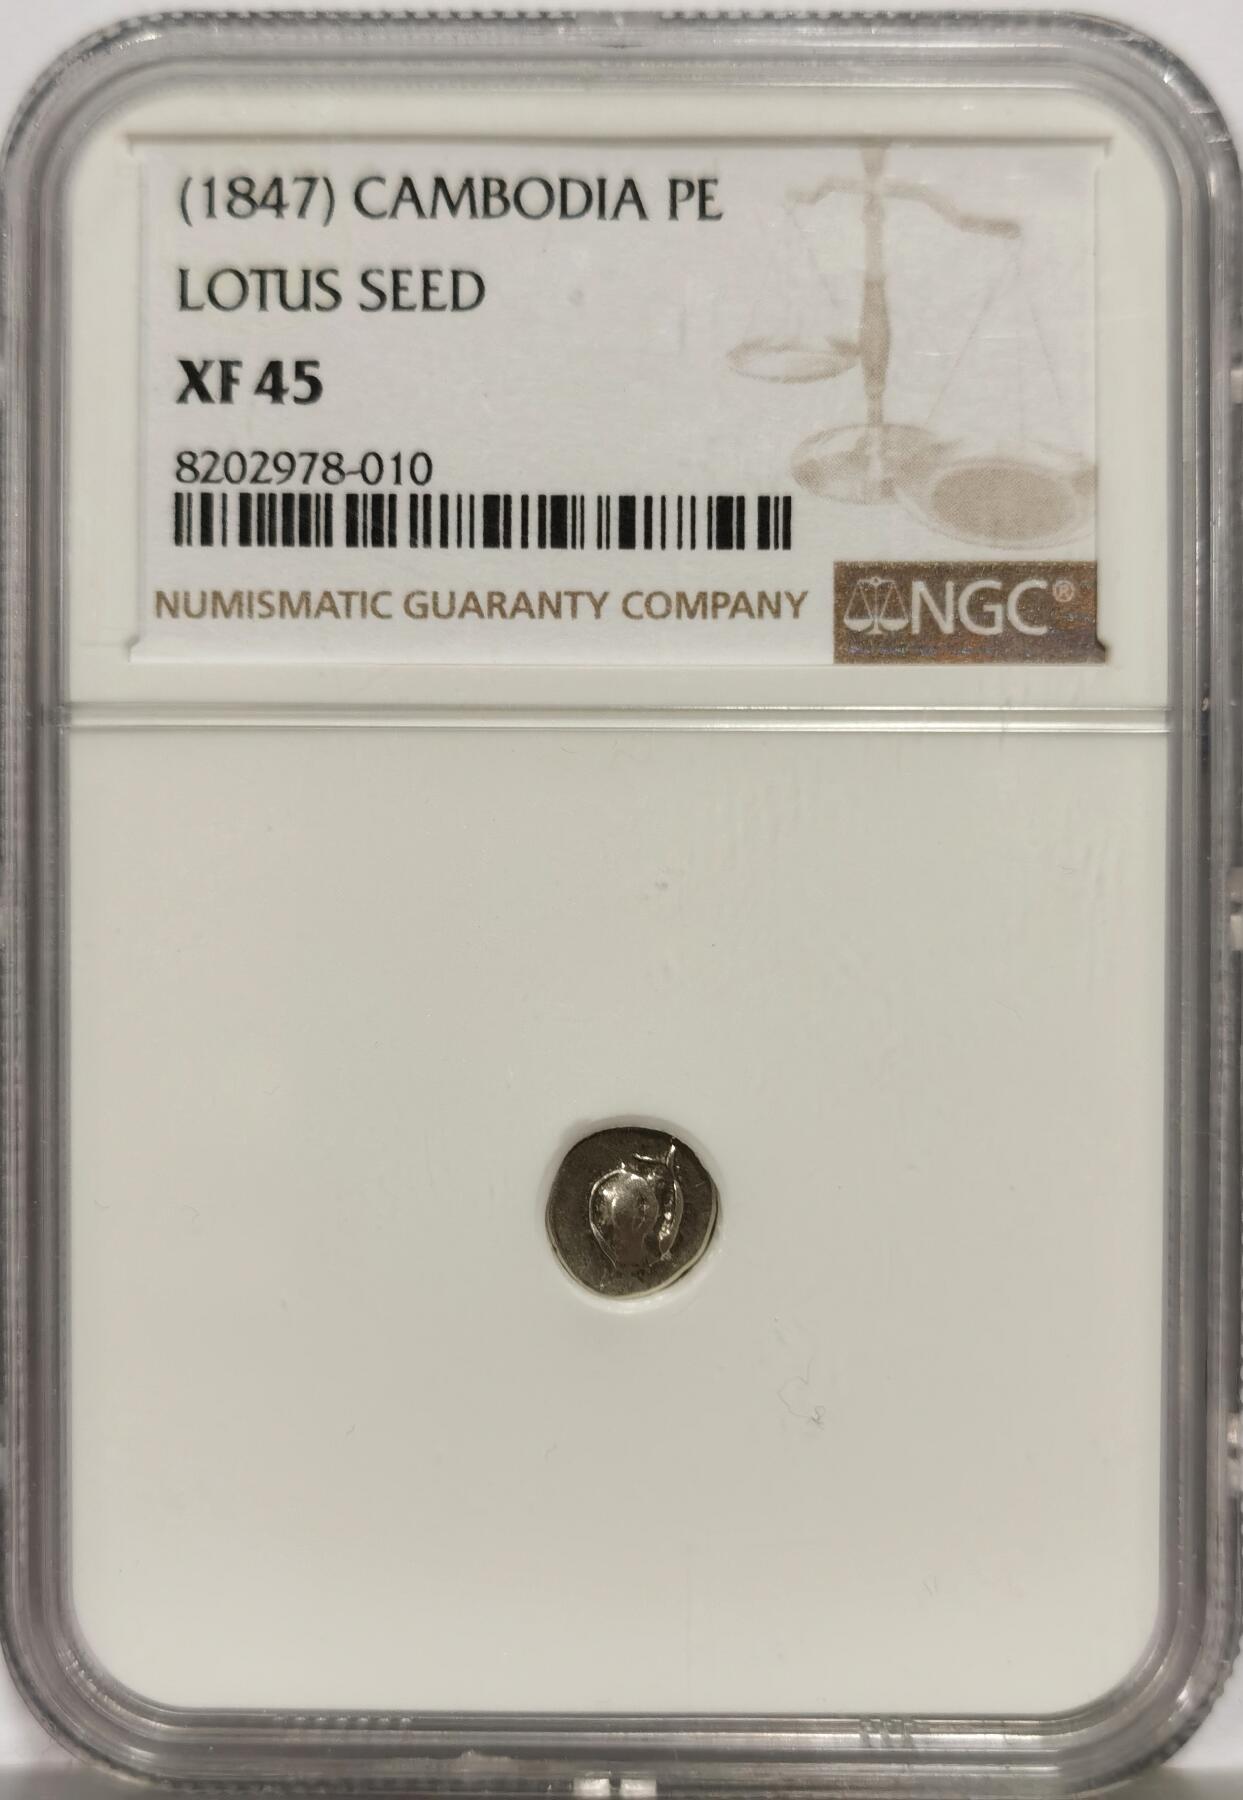 (1847) CAMBODIA PE
LOTUS SEED
XF 45
8202978-010
NUMISMATIC GUARANTY COMPANY
NGC®